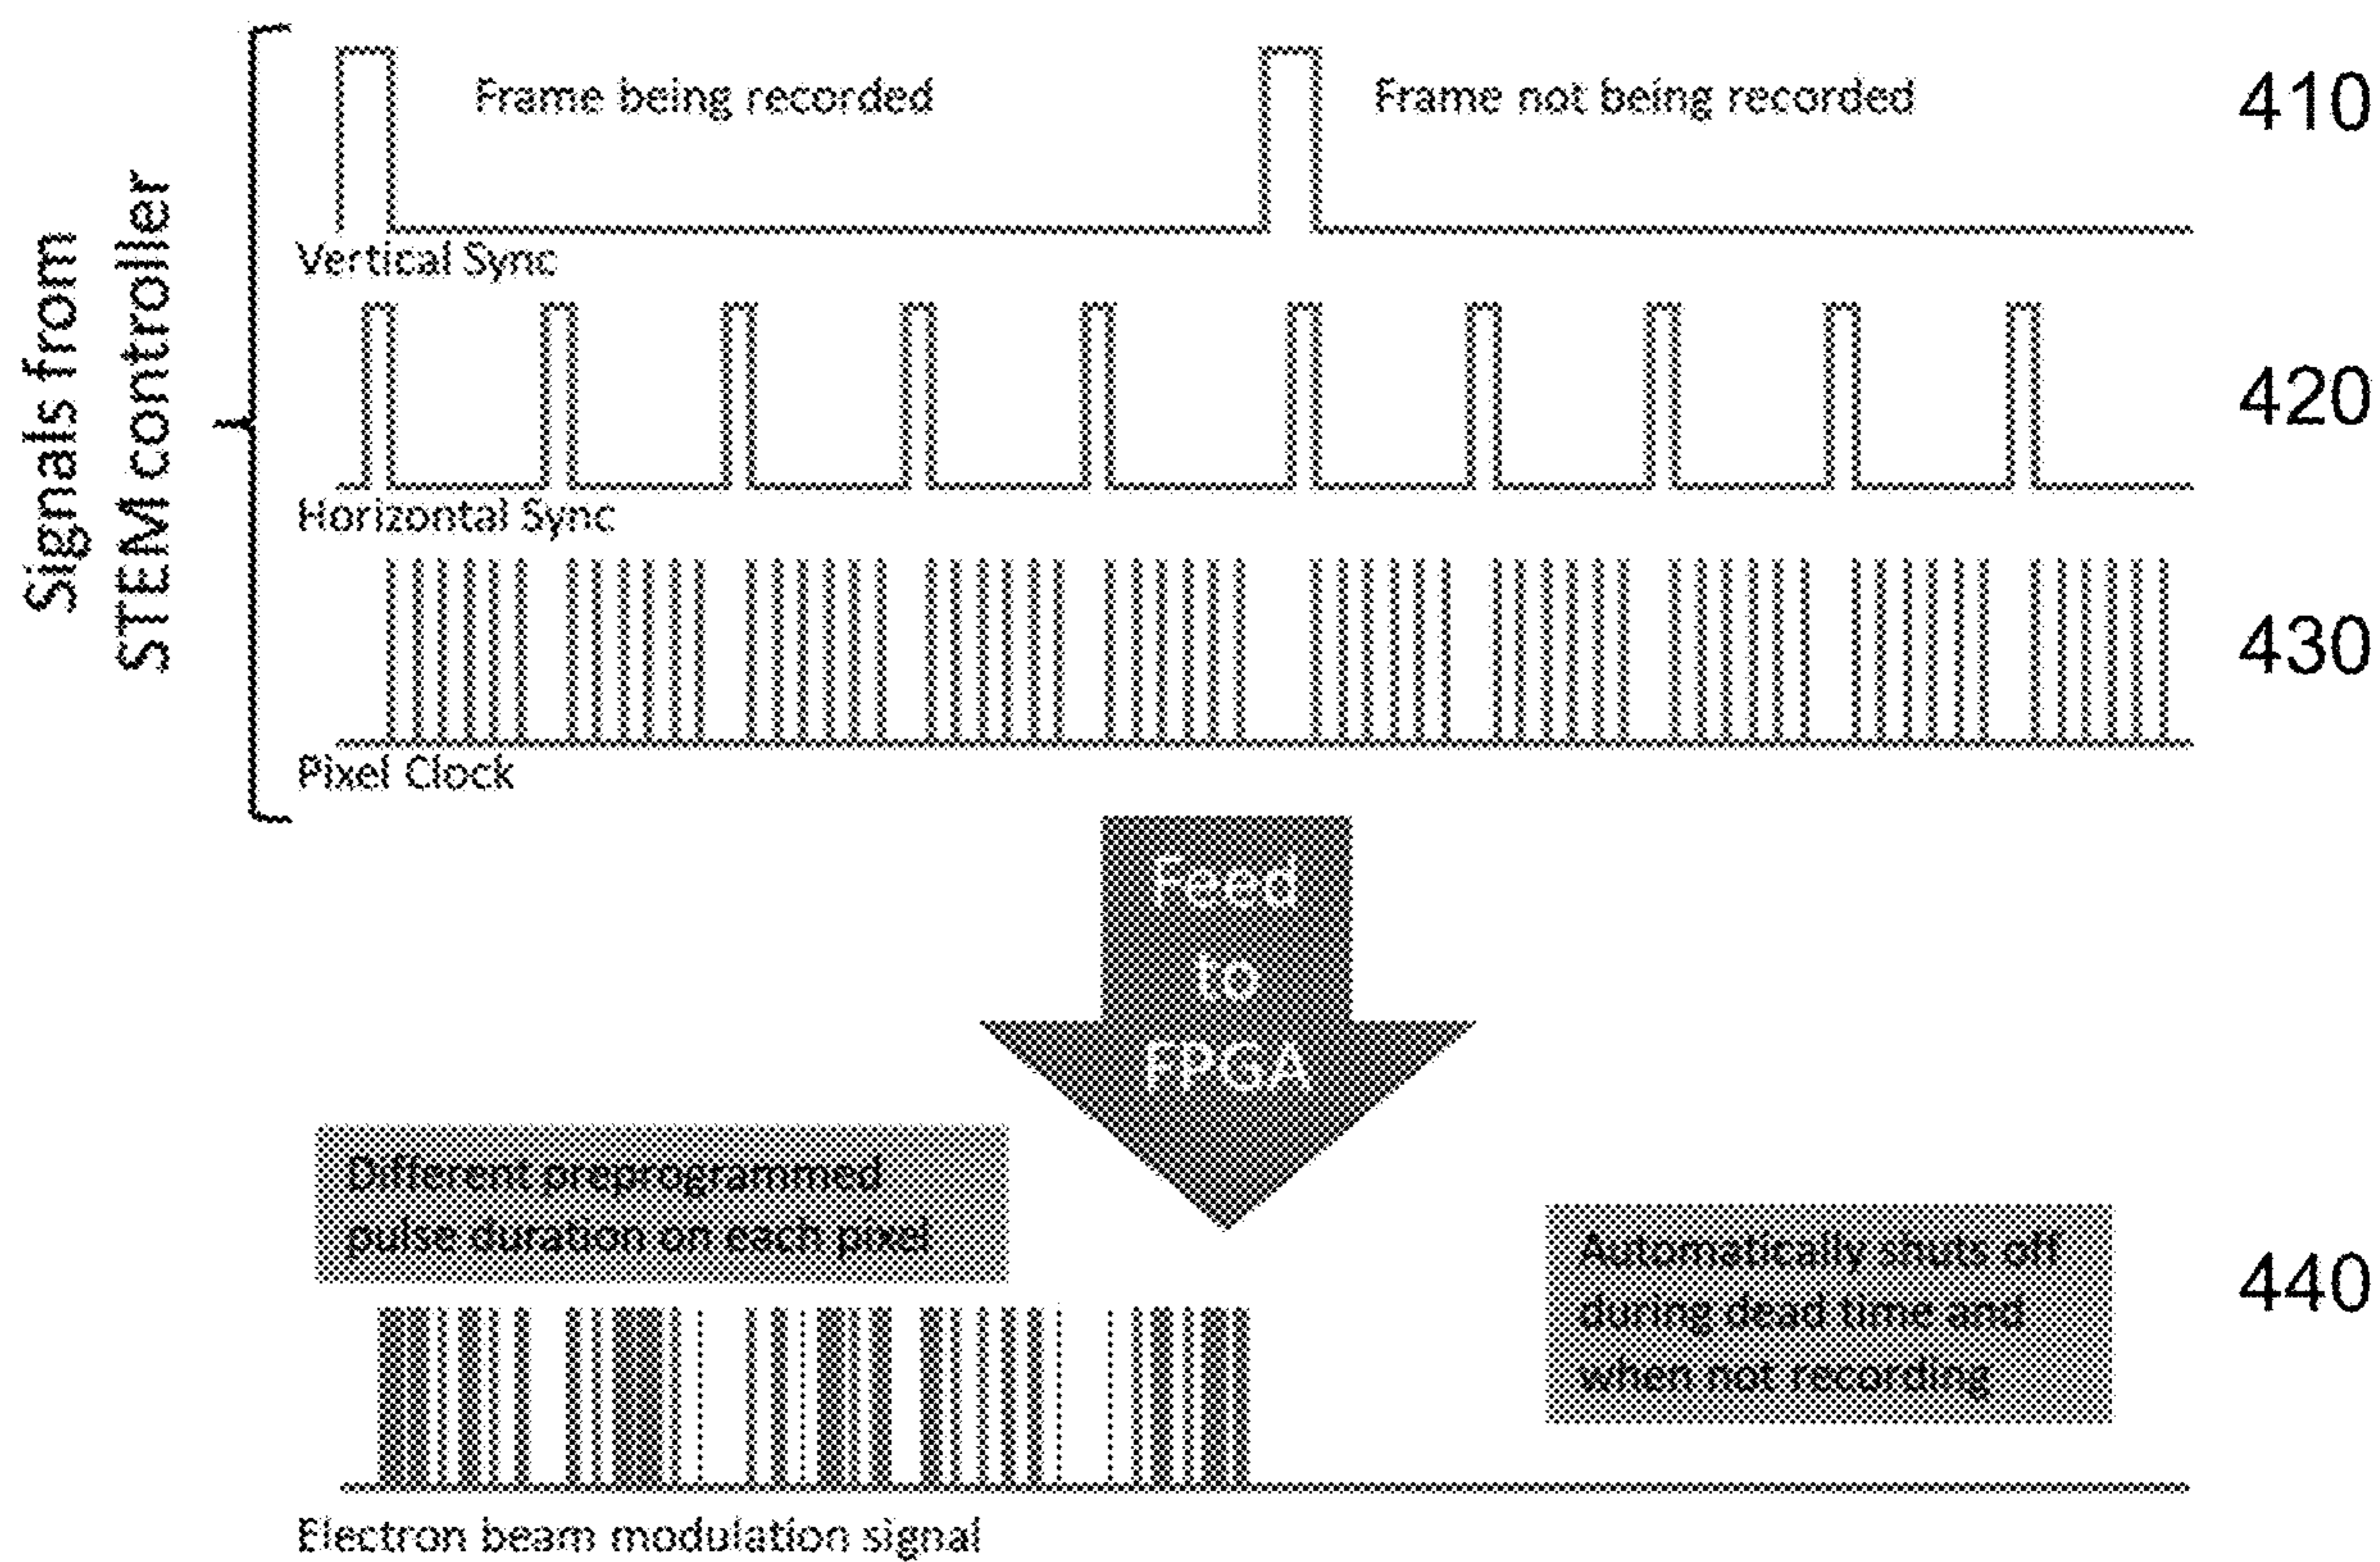 Signals from
STEM controller
Frame being recorded
Frame not being recorded
410
Vertical Sync
420
Horizontal Sync
430
Pixel Clock
Feed
to
FPGA
Different preprogrammed
pulse duration on each pixel
Automatically shuts off
during dead time and
when not recording
440
Electron beam modulation signal